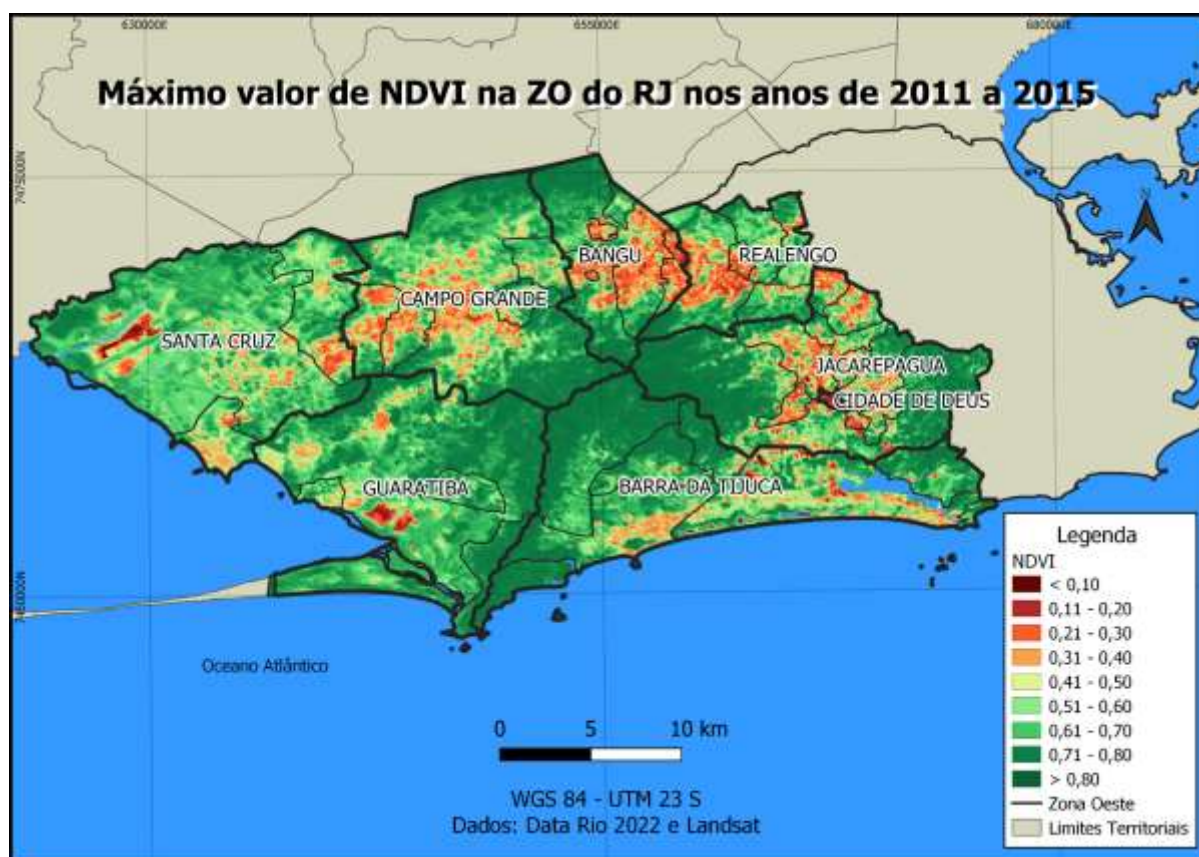 630000E
655000E
680000E
Máximo valor de NDVI na ZO do RJ nos anos de 2011 a 2015
7475000N
N
BANGU
REALENGO
CAMPO GRANDE
SANTA CRUZ
JACAREPAGUA
CIDADE DE DEUS
GUARATIBA
BARRA DA TIJUCA
7450000N
Oceano Atlântico
0 5 10 km
WGS 84 - UTM 23 S
Dados: Data Rio 2022 e Landsat
Legenda
NDVI
< 0,10
0,11 - 0,20
0,21 - 0,30
0,31 - 0,40
0,41 - 0,50
0,51 - 0,60
0,61 - 0,70
0,71 - 0,80
> 0,80
Zona Oeste
Limites Territoriais